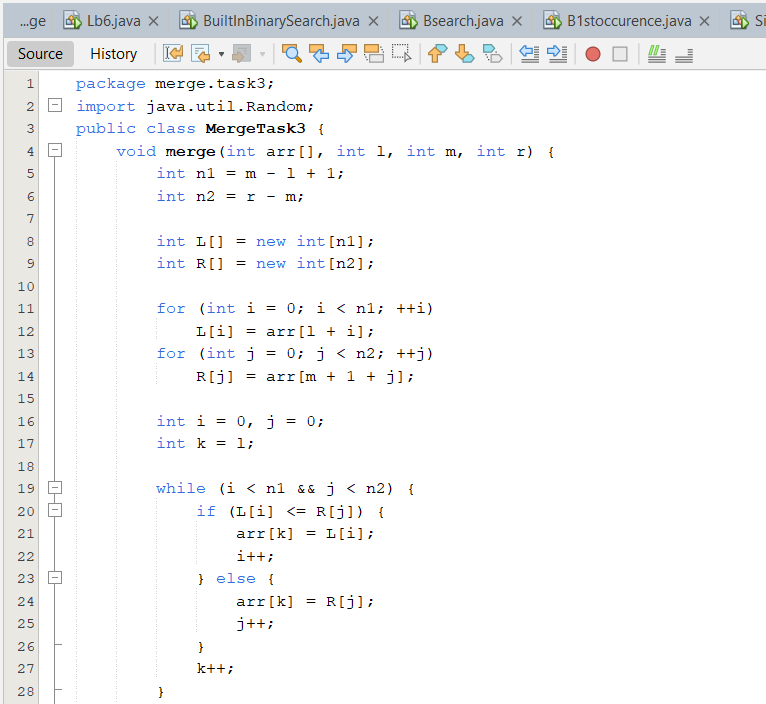 ...ge Lb6.java BuiltInBinarySearch.java Bsearch.java B1stoccurence.java Si
Source History
1 package merge.task3;
2 import java.util.Random;
3 public class MergeTask3 {
4 void merge(int arr[], int l, int m, int r) {
5 int n1 = m - l + 1;
6 int n2 = r - m;
7
8 int L[] = new int[n1];
9 int R[] = new int[n2];
10
11 for (int i = 0; i < n1; ++i)
12 L[i] = arr[l + i];
13 for (int j = 0; j < n2; ++j)
14 R[j] = arr[m + 1 + j];
15
16 int i = 0, j = 0;
17 int k = l;
18
19 while (i < n1 && j < n2) {
20 if (L[i] <= R[j]) {
21 arr[k] = L[i];
22 i++;
23 } else {
24 arr[k] = R[j];
25 j++;
26 }
27 k++;
28 }